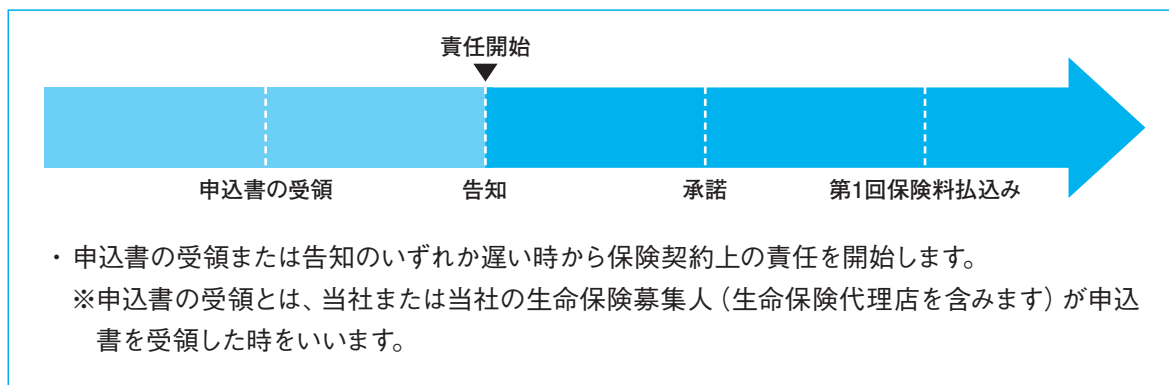 責任開始
申込書の受領 告知 承諾 第1回保険料払込み
・ 申込書の受領または告知のいずれか遅い時から保険契約上の責任を開始します。
※申込書の受領とは、当社または当社の生命保険募集人（生命保険代理店を含みます）が申込
書を受領した時をいいます。